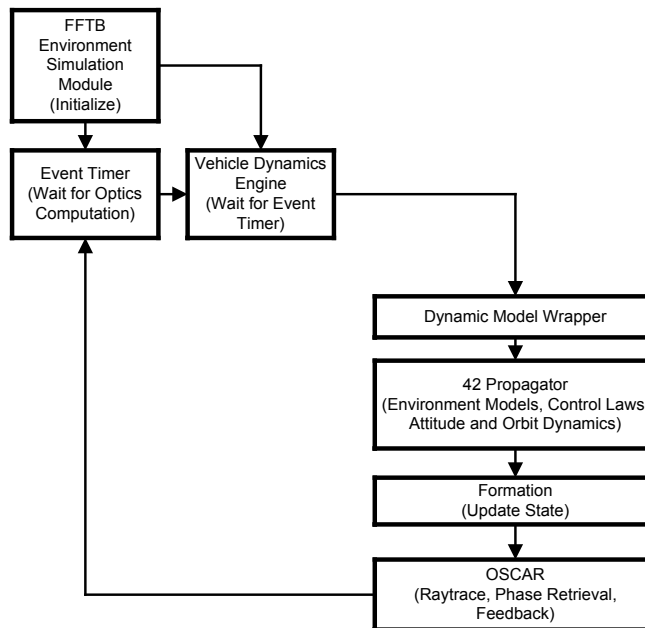 FFTB
Environment
Simulation
Module
(Initialize)
Event Timer
(Wait for Optics
Computation)
Vehicle Dynamics
Engine
(Wait for Event
Timer)
Dynamic Model Wrapper
42 Propagator
(Environment Models, Control Laws
Attitude and Orbit Dynamics)
Formation
(Update State)
OSCAR
(Raytrace, Phase Retrieval,
Feedback)